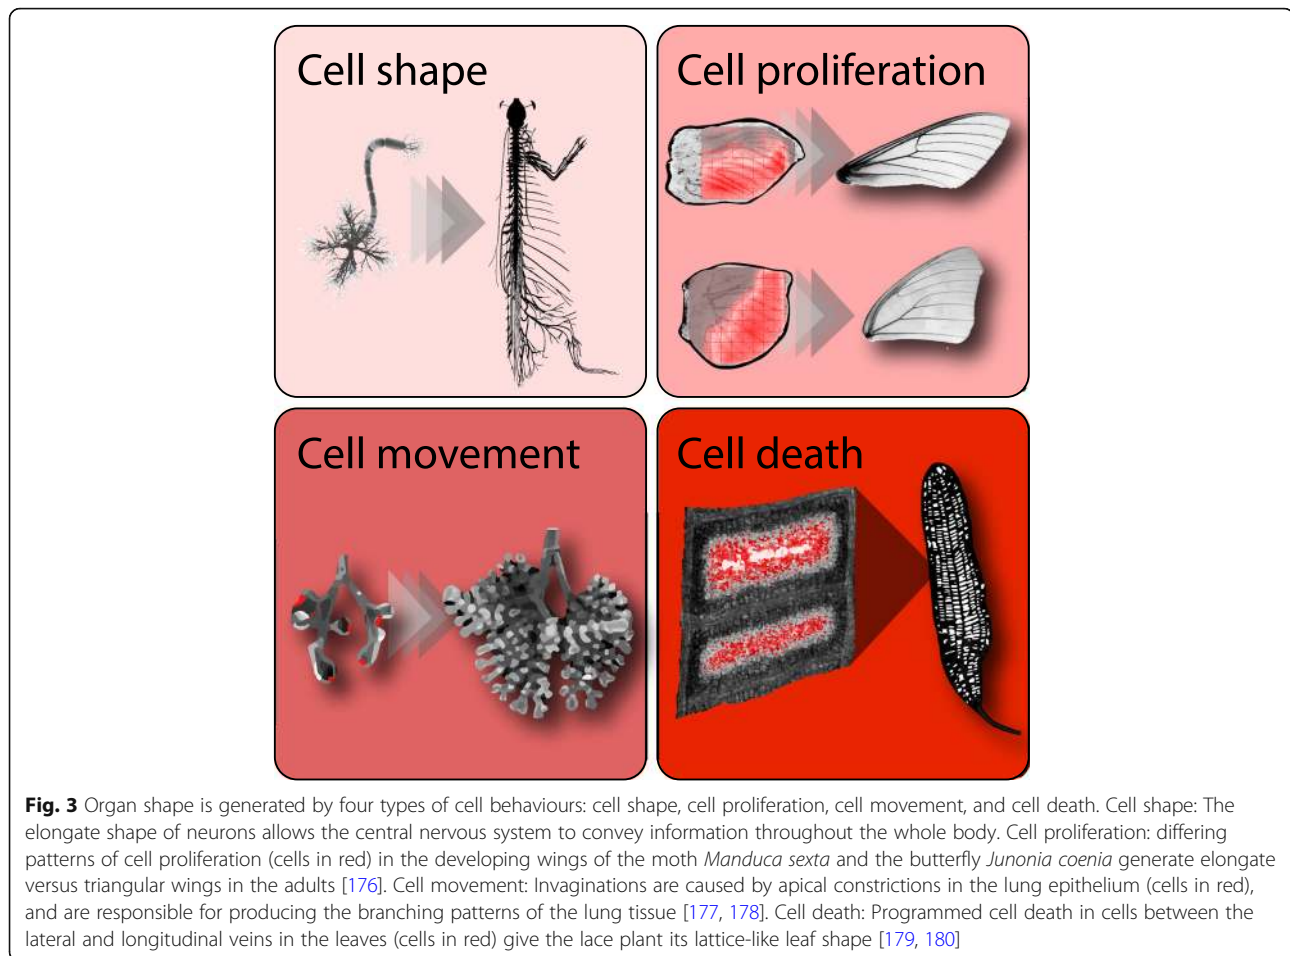 Cell shape
Cell proliferation
Cell movement
Cell death
Fig. 3 Organ shape is generated by four types of cell behaviours: cell shape, cell proliferation, cell movement, and cell death. Cell shape: The
elongate shape of neurons allows the central nervous system to convey information throughout the whole body. Cell proliferation: differing
patterns of cell proliferation (cells in red) in the developing wings of the moth Manduca sexta and the butterfly Junonia coenia generate elongate
versus triangular wings in the adults [176]. Cell movement: Invaginations are caused by apical constrictions in the lung epithelium (cells in red),
and are responsible for producing the branching patterns of the lung tissue [177, 178]. Cell death: Programmed cell death in cells between the
lateral and longitudinal veins in the leaves (cells in red) give the lace plant its lattice-like leaf shape [179, 180]